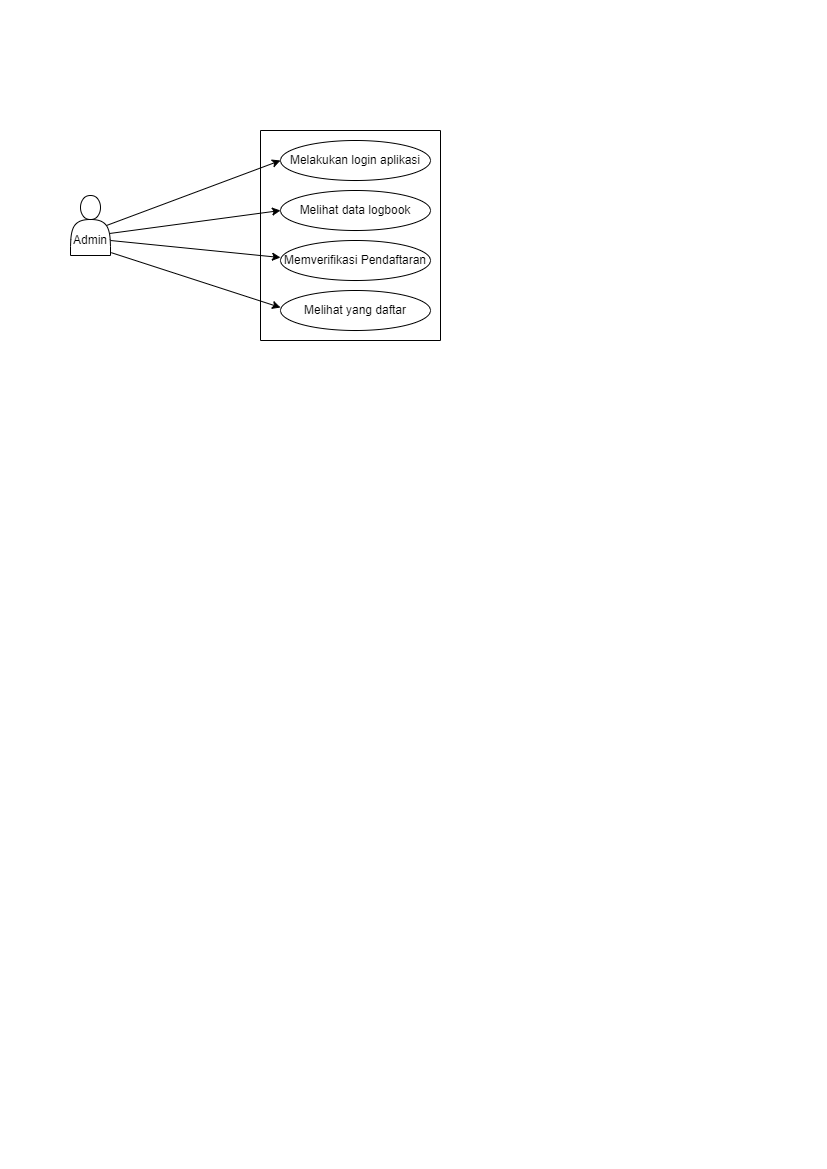 Melakukan login aplikasi
Melihat data logbook
Admin
Memverifikasi Pendaftaran
Melihat yang daftar